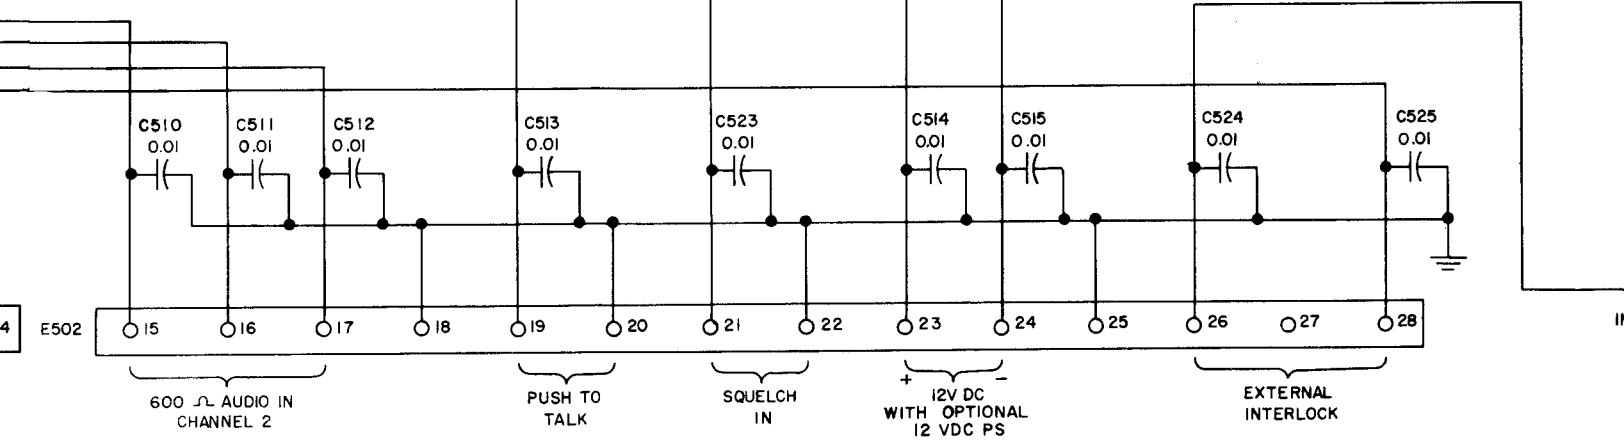 C510
0.01
C511
0.01
C512
0.01
C513
0.01
C523
0.01
C514
0.01
C515
0.01
C524
0.01
C525
0.01
4
E502
15
16
17
18
19
20
21
22
23
24
25
26
27
28
600 Ω AUDIO IN
CHANNEL 2
PUSH TO
TALK
SQUELCH
IN
+ −
12V DC
WITH OPTIONAL
12 VDC PS
EXTERNAL
INTERLOCK